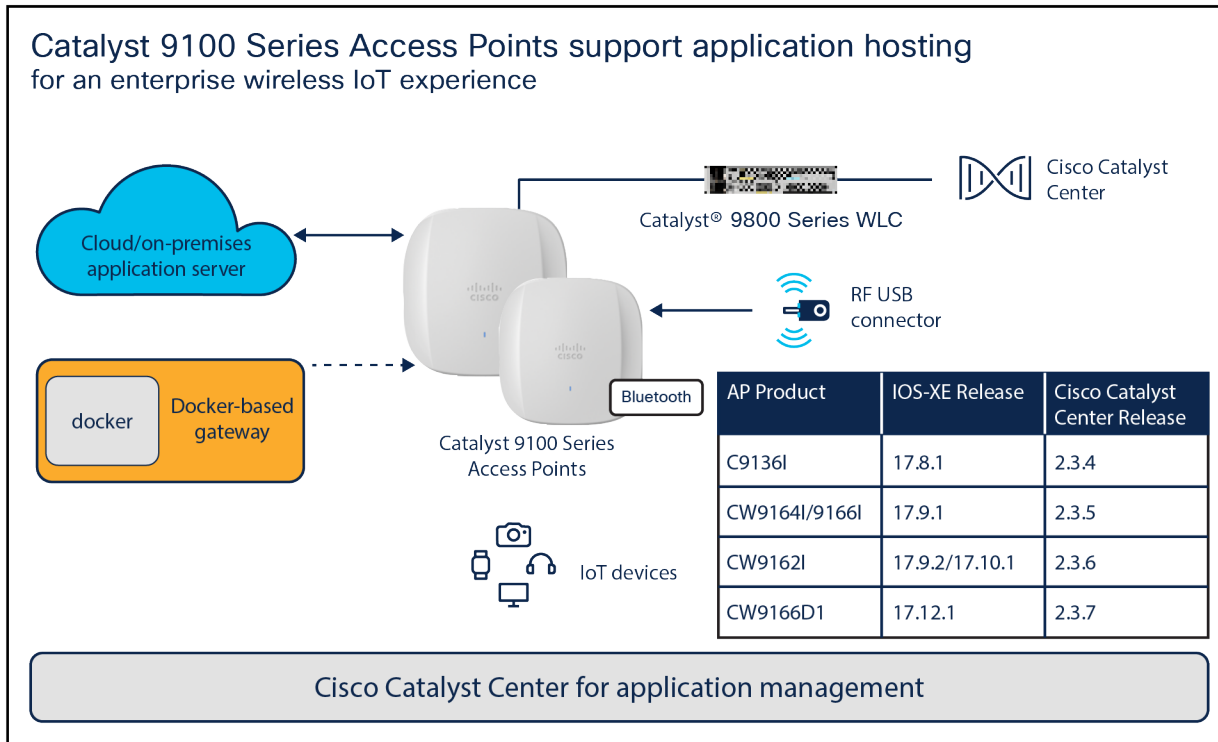 Catalyst 9100 Series Access Points support application hosting
for an enterprise wireless IoT experience
Cloud/on-premises
application server
Catalyst® 9800 Series WLC
Cisco Catalyst
Center
CISCO
CISCO
RF USB
connector
docker
Docker-based
gateway
Bluetooth
Catalyst 9100 Series
Access Points
IoT devices
AP Product IOS-XE Release Cisco Catalyst
Center Release
C9136I 17.8.1 2.3.4
CW9164I/9166I 17.9.1 2.3.5
CW9162I 17.9.2/17.10.1 2.3.6
CW9166D1 17.12.1 2.3.7
Cisco Catalyst Center for application management